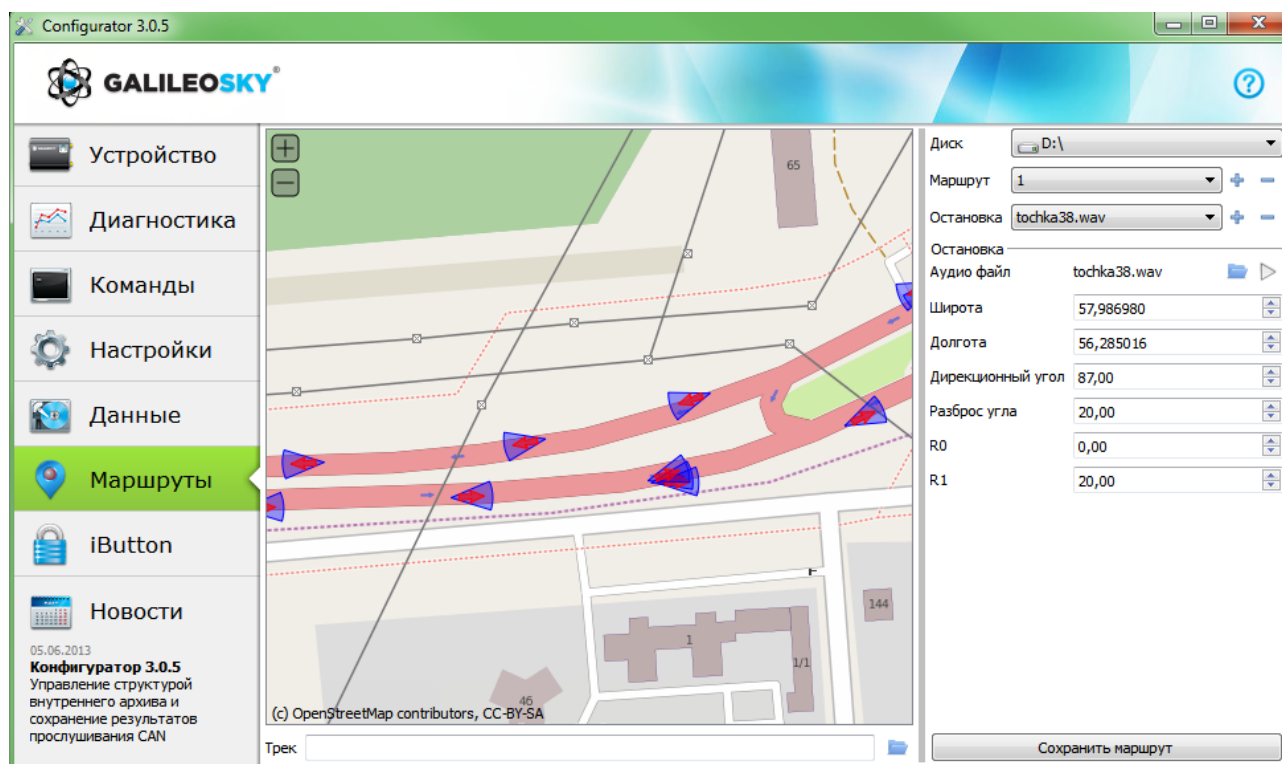 Configurator 3.0.5
GALILEOSKY®
Устройство
Диагностика
Команды
Настройки
Данные
Маршруты
iButton
Новости
05.06.2013
Конфигуратор 3.0.5
Управление структурой
внутреннего архива и
сохранение результатов
прослушивания CAN
65
144
1
1/1
46
(c) OpenStreetMap contributors, CC-BY-SA
Трек
Диск D:\
Маршрут 1
Остановка tochka38.wav
Остановка
Аудио файл tochka38.wav
Широта 57,986980
Долгота 56,285016
Дирекционный угол 87,00
Разброс угла 20,00
R0 0,00
R1 20,00
Сохранить маршрут